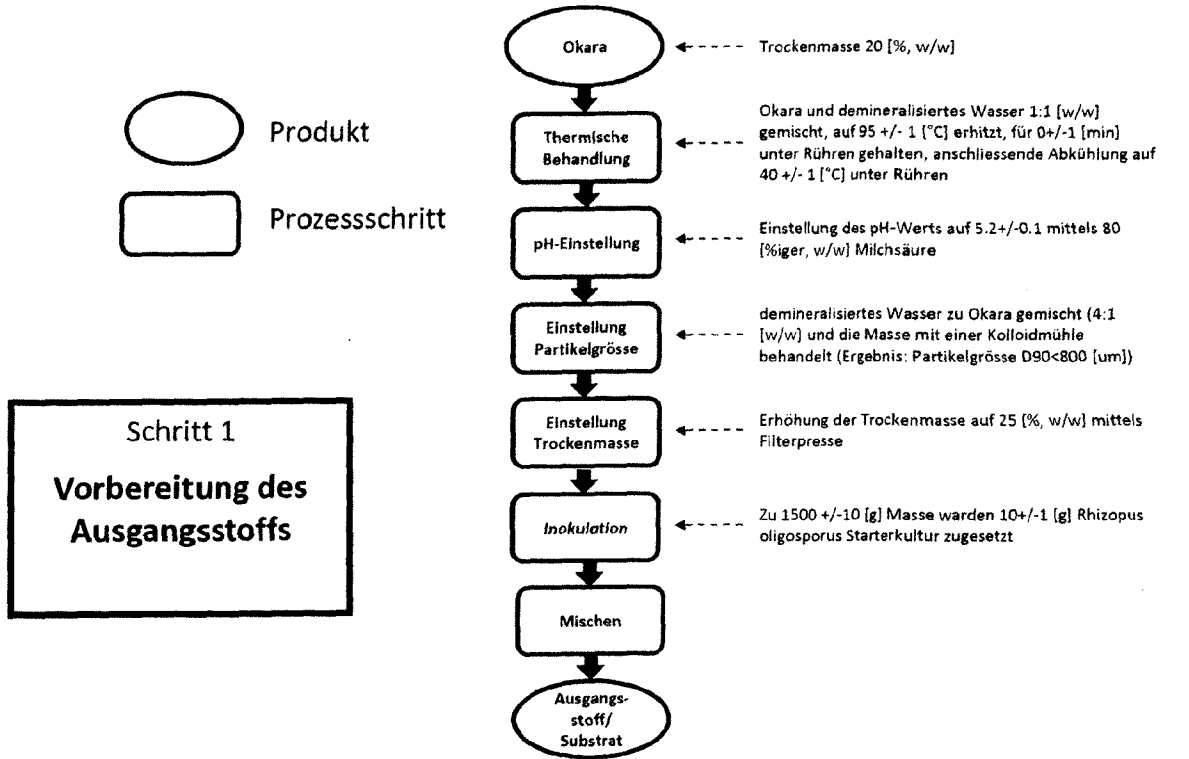 Okara
Trockenmasse 20 [%, w/w]
Produkt
Prozessschritt
Thermische
Behandlung
Okara und demineralisiertes Wasser 1:1 [w/w]
gemischt, auf 95 +/- 1 [°C] erhitzt, für 0+/-1 [min]
unter Rühren gehalten, anschliessende Abkühlung auf
40 +/- 1 [°C] unter Rühren
pH-Einstellung
Einstellung des pH-Werts auf 5.2+/-0.1 mittels 80
[%iger, w/w] Milchsäure
Einstellung
Partikelgrösse
demineralisiertes Wasser zu Okara gemischt (4:1
[w/w] und die Masse mit einer Kolloidmühle
behandelt (Ergebnis: Partikelgrösse D90<800 [um])
Schritt 1
Vorbereitung des
Ausgangsstoffs
Einstellung
Trockenmasse
Erhöhung der Trockenmasse auf 25 [%, w/w] mittels
Filterpresse
Inokulation
Zu 1500 +/-10 [g] Masse warden 10+/-1 [g] Rhizopus
oligosporus Starterkultur zugesetzt
Mischen
Ausgangs-
stoff/
Substrat